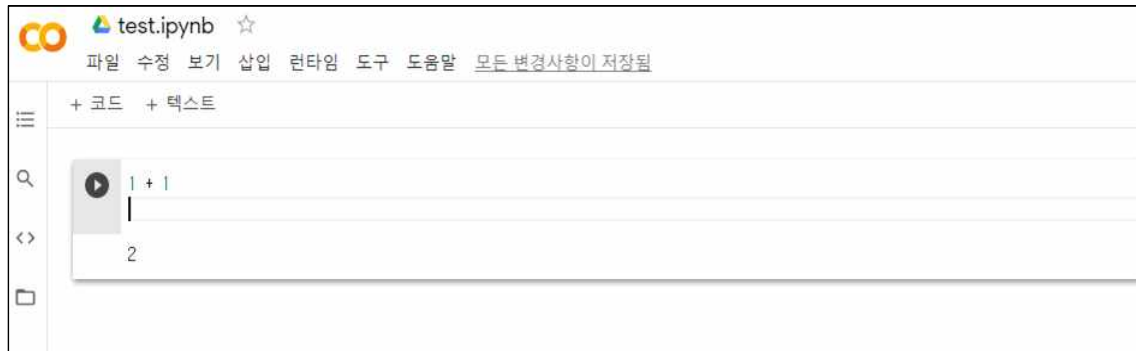 test.ipynb
파일 수정 보기 삽입 런타임 도구 도움말 모든 변경사항이 저장됨
+ 코드 + 텍스트
1 + 1
2